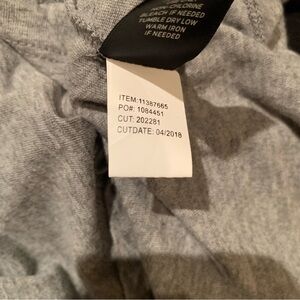 NON-CHLORINE
BLEACH IF NEEDED
TUMBLE DRY LOW
WARM IRON
IF NEEDED
ITEM:11387665
PO#: 1084451
CUT: 202281
CUTDATE: 04/2018